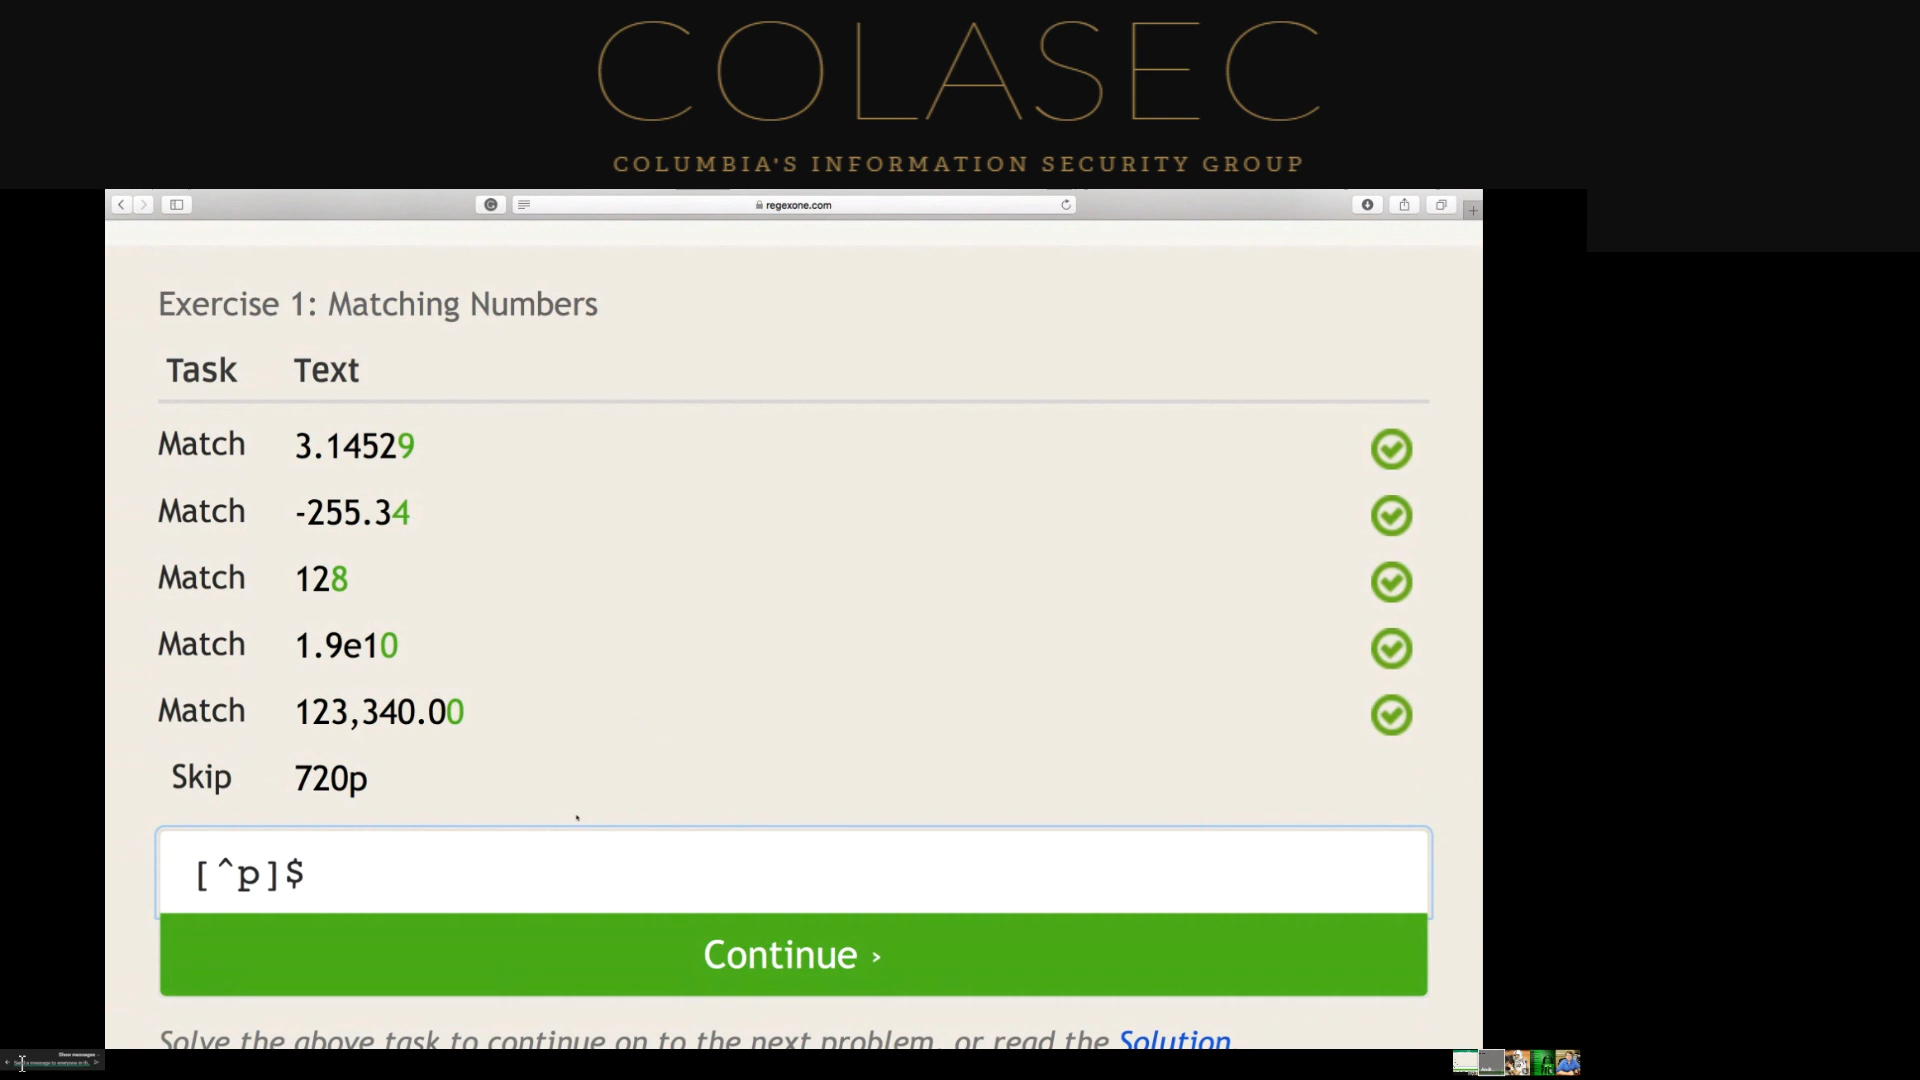 COLASEC
COLUMBIA'S INFORMATION SECURITY GROUP
regexone.com
Exercise 1: Matching Numbers
Task Text
Match 3.14529
Match -255.34
Match 128
Match 1.9e10
Match 123,340.00
Skip 720p
[^p]$
Continue ›
Solve the above task to continue on to the next problem, or read the Solution.
Show messages